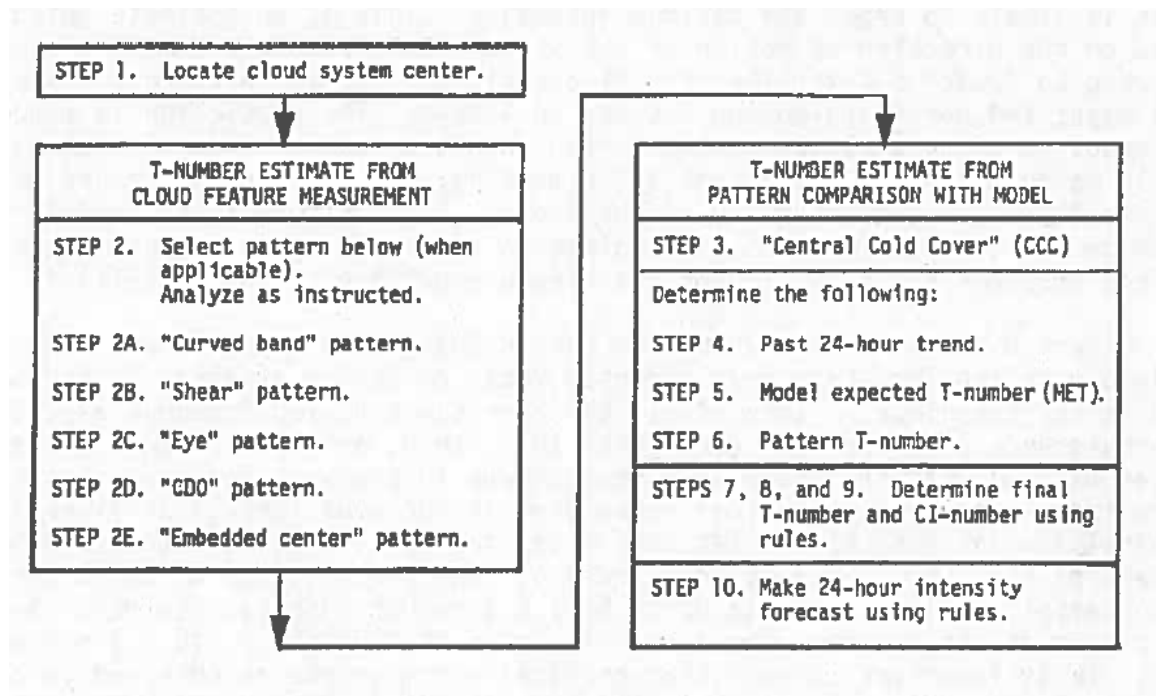 STEP 1. Locate cloud system center.
T-NUMBER ESTIMATE FROM
CLOUD FEATURE MEASUREMENT
STEP 2. Select pattern below (when
applicable).
Analyze as instructed.
STEP 2A. "Curved band" pattern.
STEP 2B. "Shear" pattern.
STEP 2C. "Eye" pattern.
STEP 2D. "CDO" pattern.
STEP 2E. "Embedded center" pattern.
T-NUMBER ESTIMATE FROM
PATTERN COMPARISON WITH MODEL
STEP 3. "Central Cold Cover" (CCC)
Determine the following:
STEP 4. Past 24-hour trend.
STEP 5. Model expected T-number (MET).
STEP 6. Pattern T-number.
STEPS 7, 8, and 9. Determine final
T-number and CI-number using
rules.
STEP 10. Make 24-hour intensity
forecast using rules.